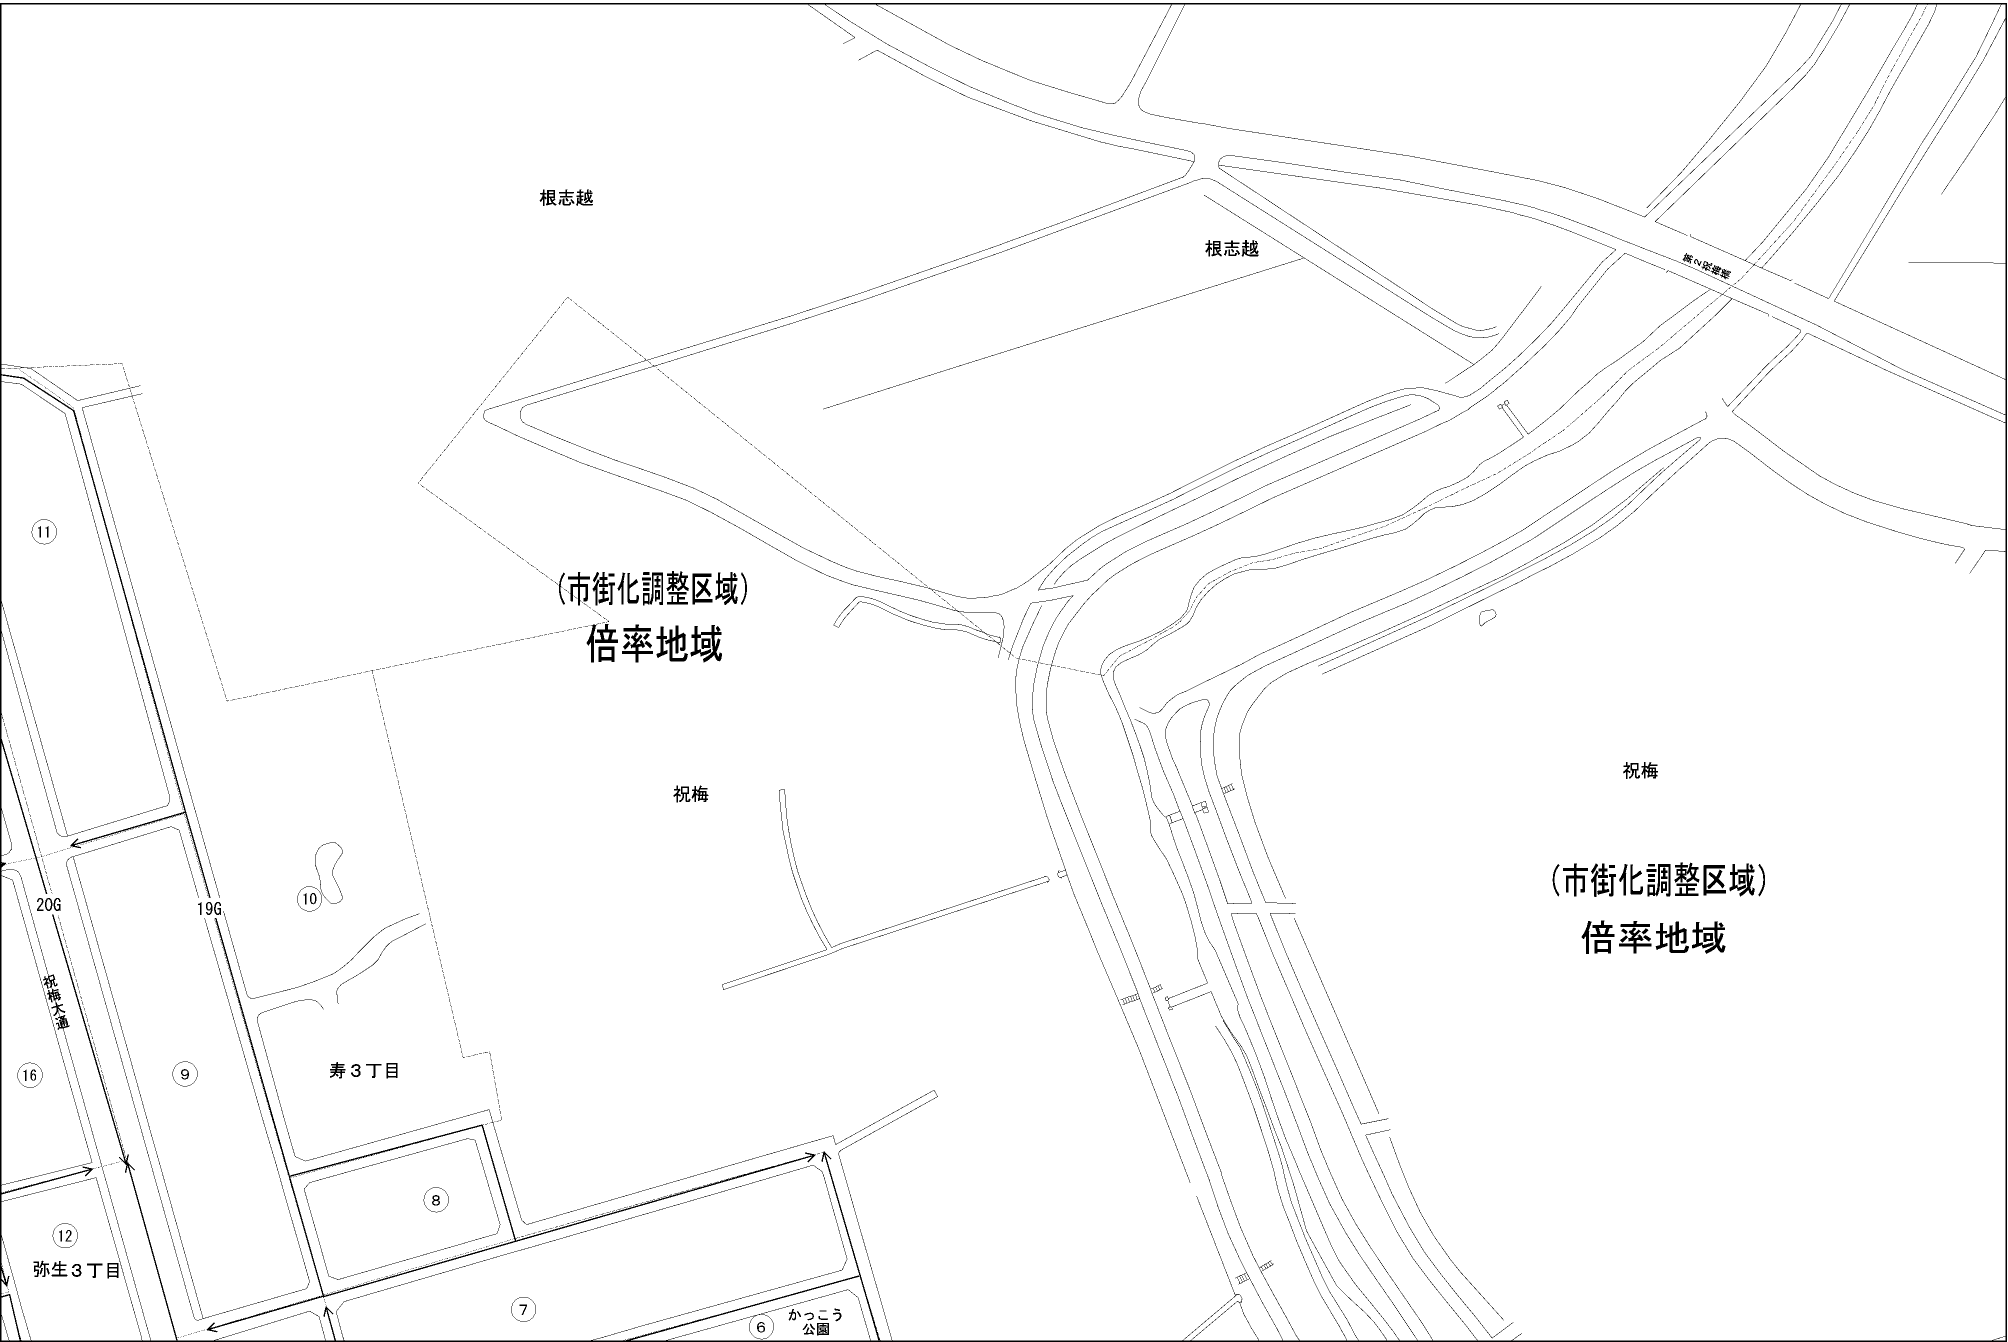 根志越
根志越
第2祝梅橋
11
(市街化調整区域)
倍率地域
祝梅
祝梅
(市街化調整区域)
倍率地域
10
20G
19G
祝梅大通
寿3丁目
16
9
8
12
弥生3丁目
7
6
かっこう
公園